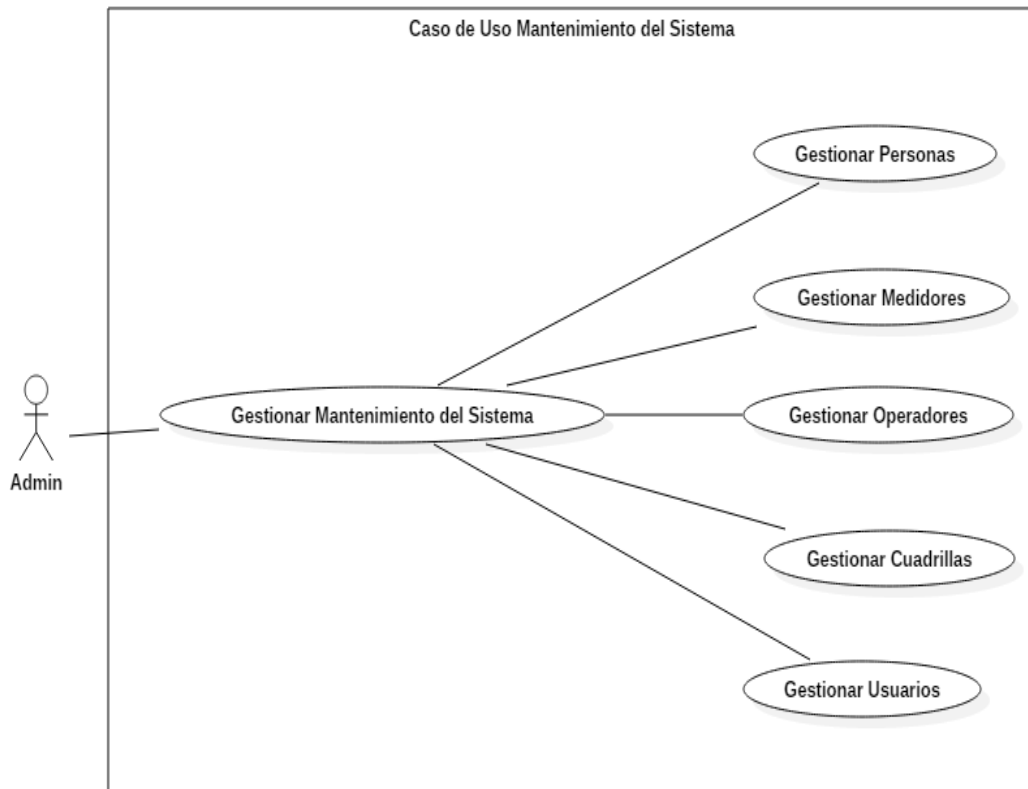 Caso de Uso Mantenimiento del Sistema
Gestionar Personas
Gestionar Medidores
Gestionar Mantenimiento del Sistema
Gestionar Operadores
Admin
Gestionar Cuadrillas
Gestionar Usuarios